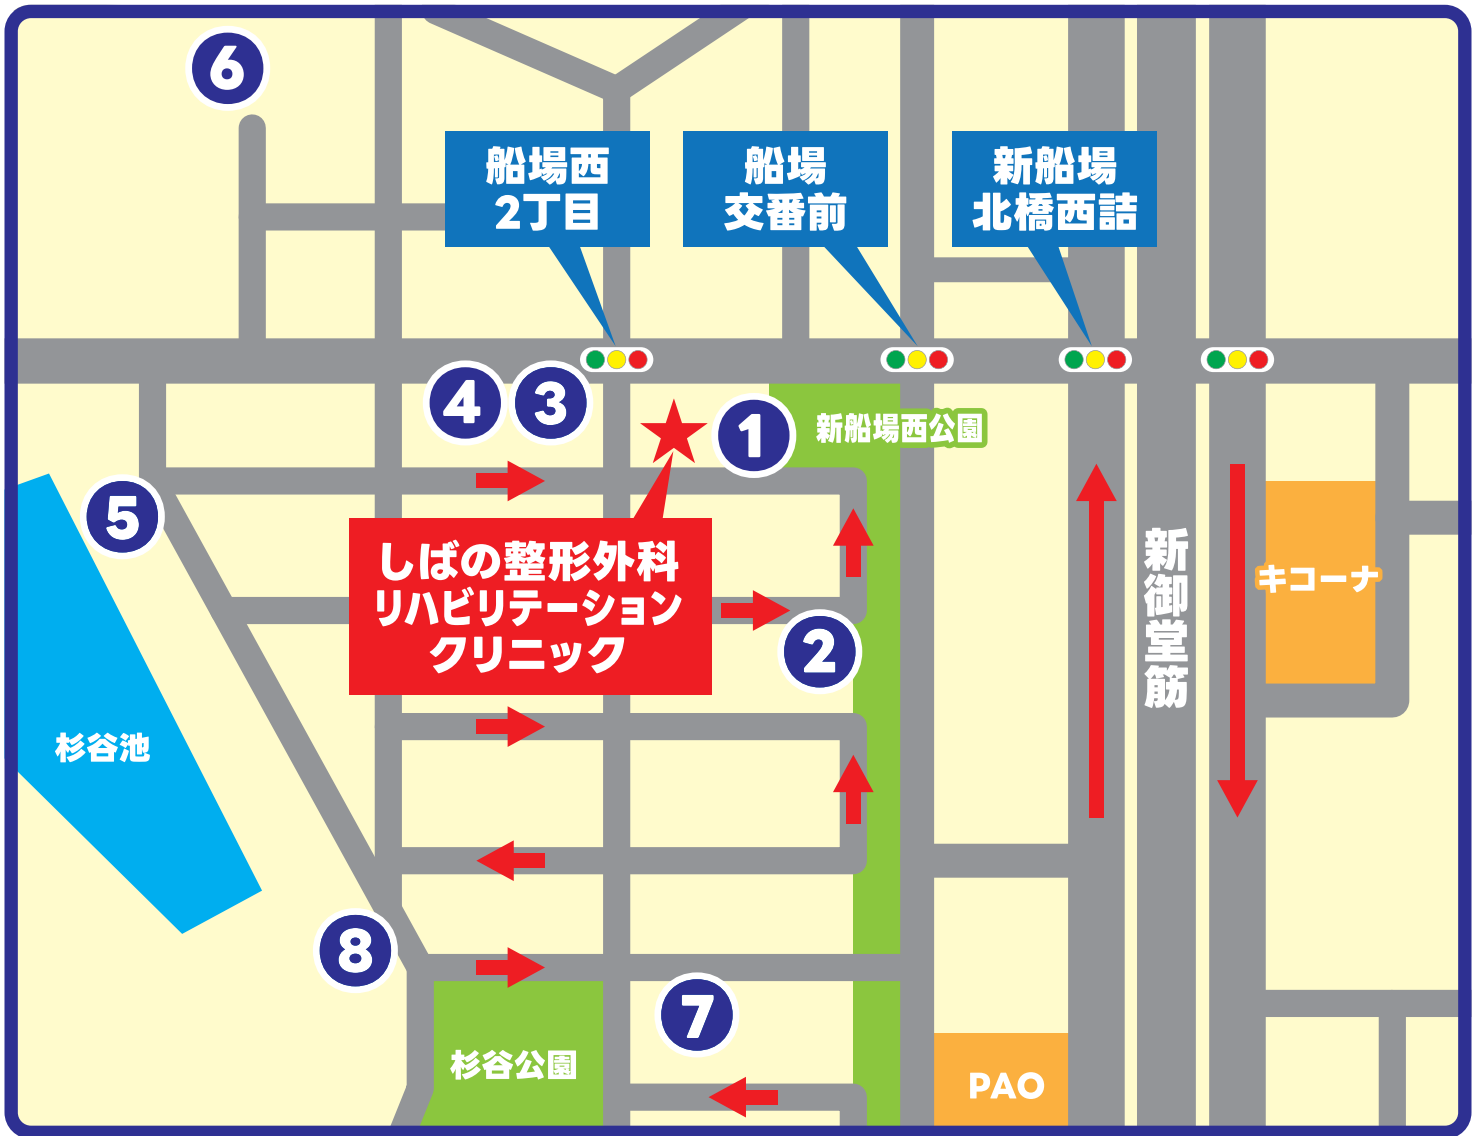 6
船場西
2丁目
船場
交番前
新船場
北橋西詰
4
3
1
新船場西公園
5
しばの整形外科
リハビリテーション
クリニック
新御堂筋
キコーナ
2
杉谷池
8
7
杉谷公園
PAO